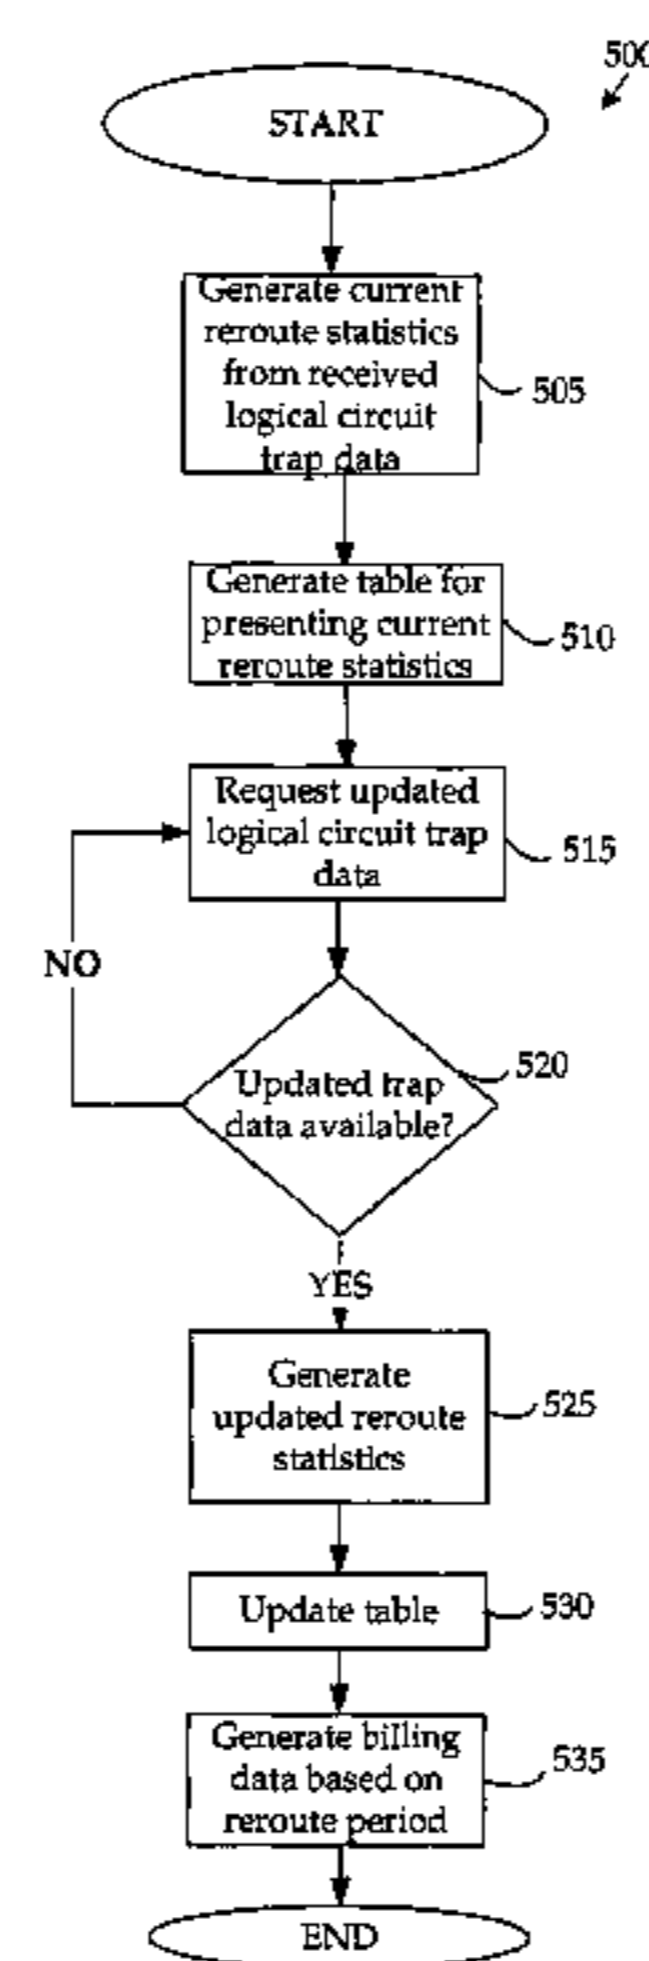 500
START
Generate current
reroute statistics
from received
logical circuit
trap data
505
Generate table for
presenting current
reroute statistics
510
Request updated
logical circuit trap
data
515
NO
Updated trap
data available?
520
YES
Generate
updated reroute
statistics
525
Update table
530
Generate billing
data based on
reroute period
535
END